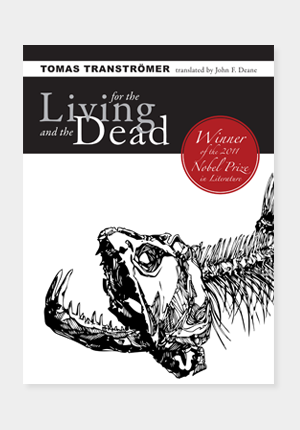 TOMAS TRANSTRÖMER translated by John F. Deane
for the
Living
and the Dead
Winner
of the 2011
Nobel Prize
in Literature